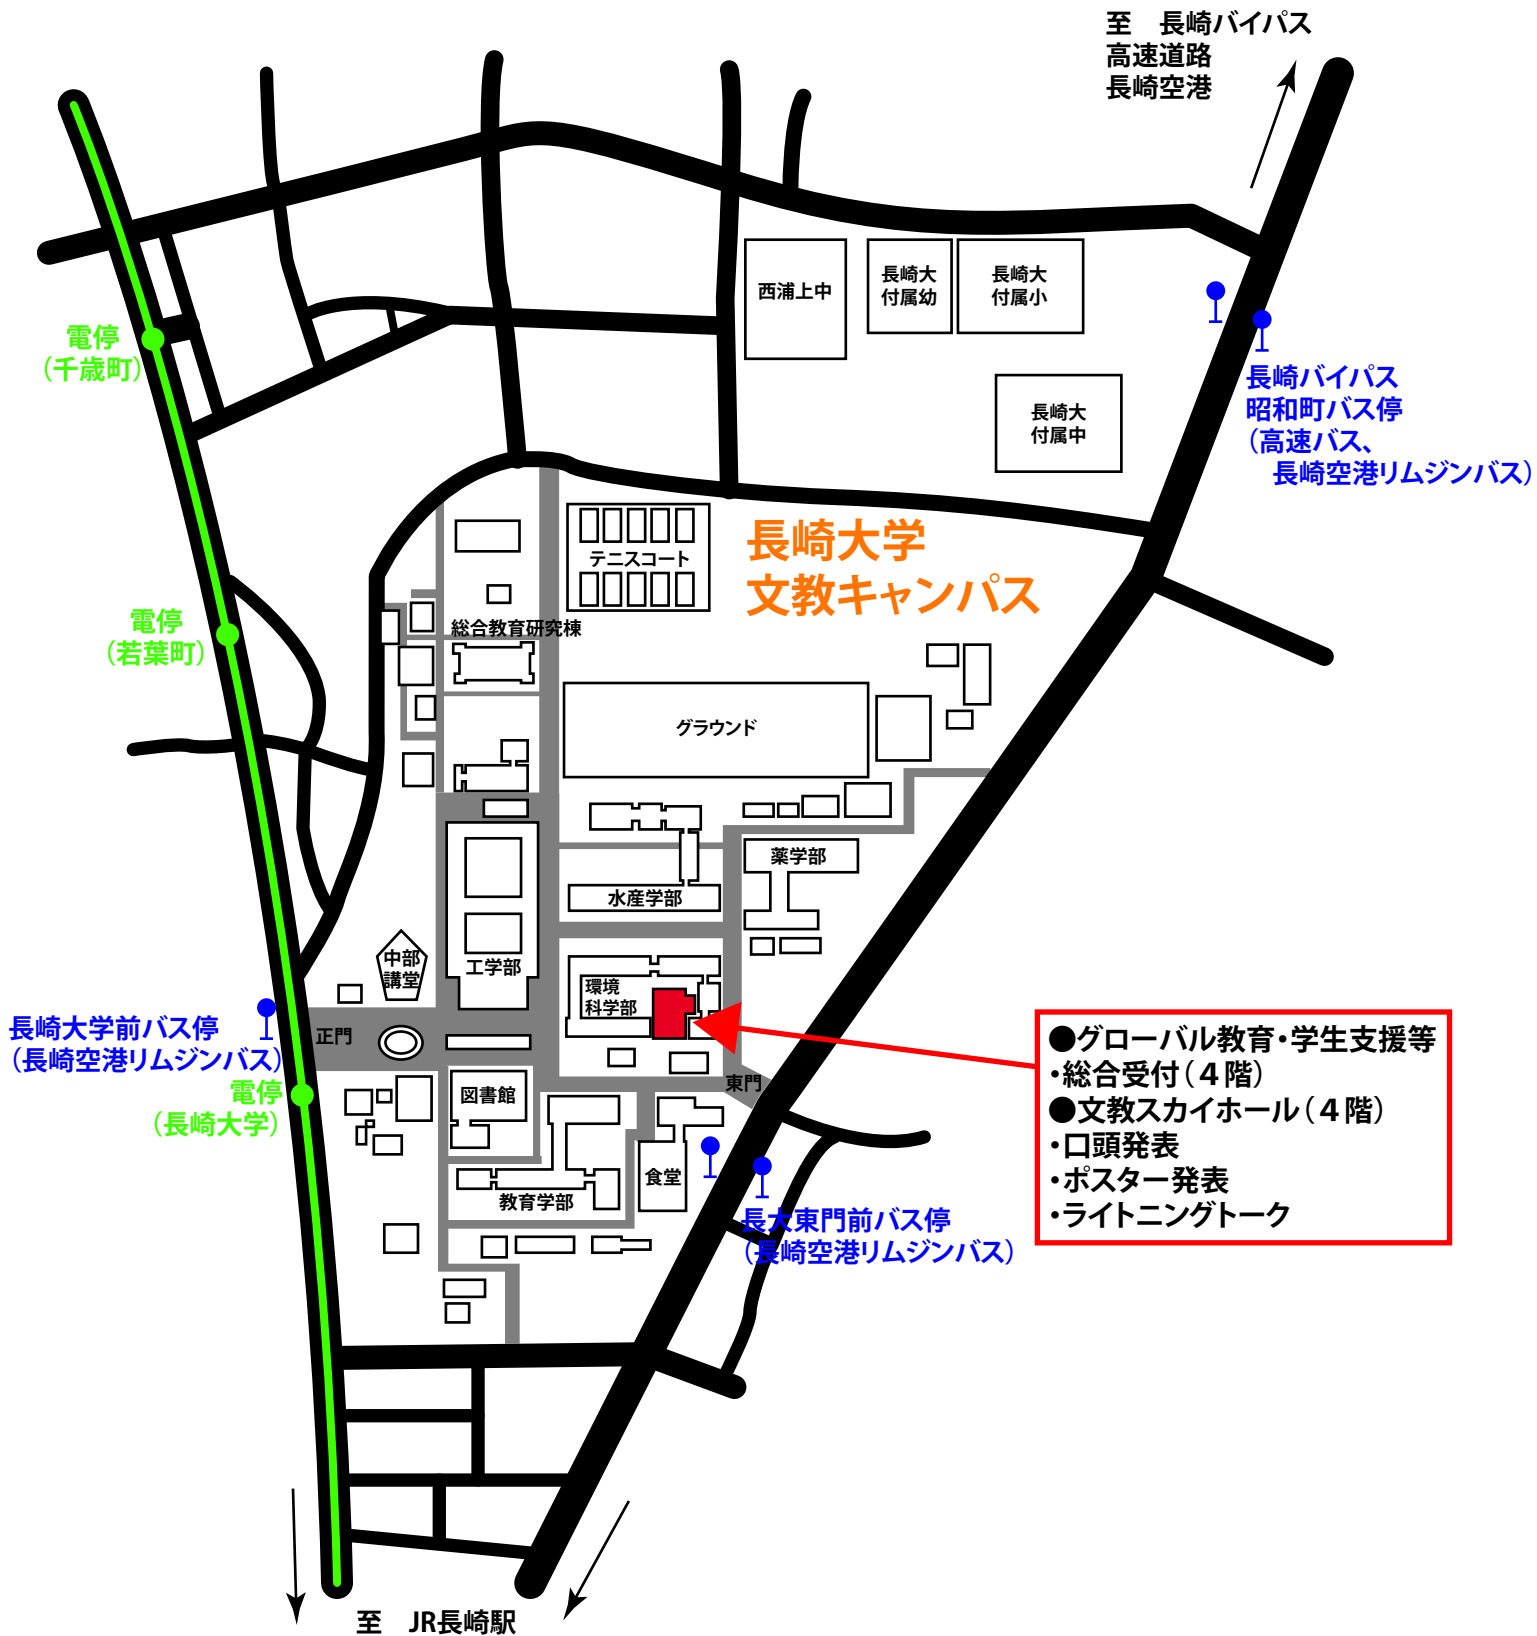 至　長崎バイパス
高速道路
長崎空港
西浦上中
長崎大
付属幼
長崎大
付属小
電停
（千歳町）
長崎バイパス
昭和町バス停
（高速バス、
長崎空港リムジンバス）
長崎大
付属中
長崎大学
文教キャンパス
テニスコート
電停
（若葉町）
総合教育研究棟
グラウンド
薬学部
水産学部
中部
講堂
工学部
環境
科学部
長崎大学前バス停
（長崎空港リムジンバス）
正門
●グローバル教育・学生支援等
・総合受付（４階）
●文教スカイホール（４階）
・口頭発表
・ポスター発表
・ライトニングトーク
電停
（長崎大学）
図書館
東門
食堂
教育学部
長大東門前バス停
（長崎空港リムジンバス）
至　JR長崎駅